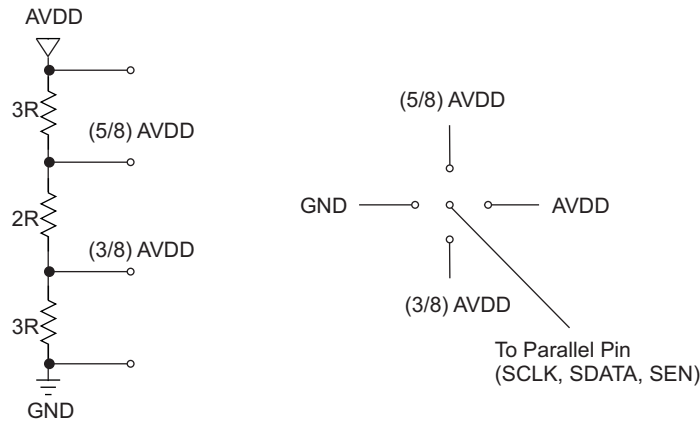 AVDD
3R
(5/8) AVDD
2R
(3/8) AVDD
3R
GND
(5/8) AVDD
GND
AVDD
(3/8) AVDD
To Parallel Pin
(SCLK, SDATA, SEN)